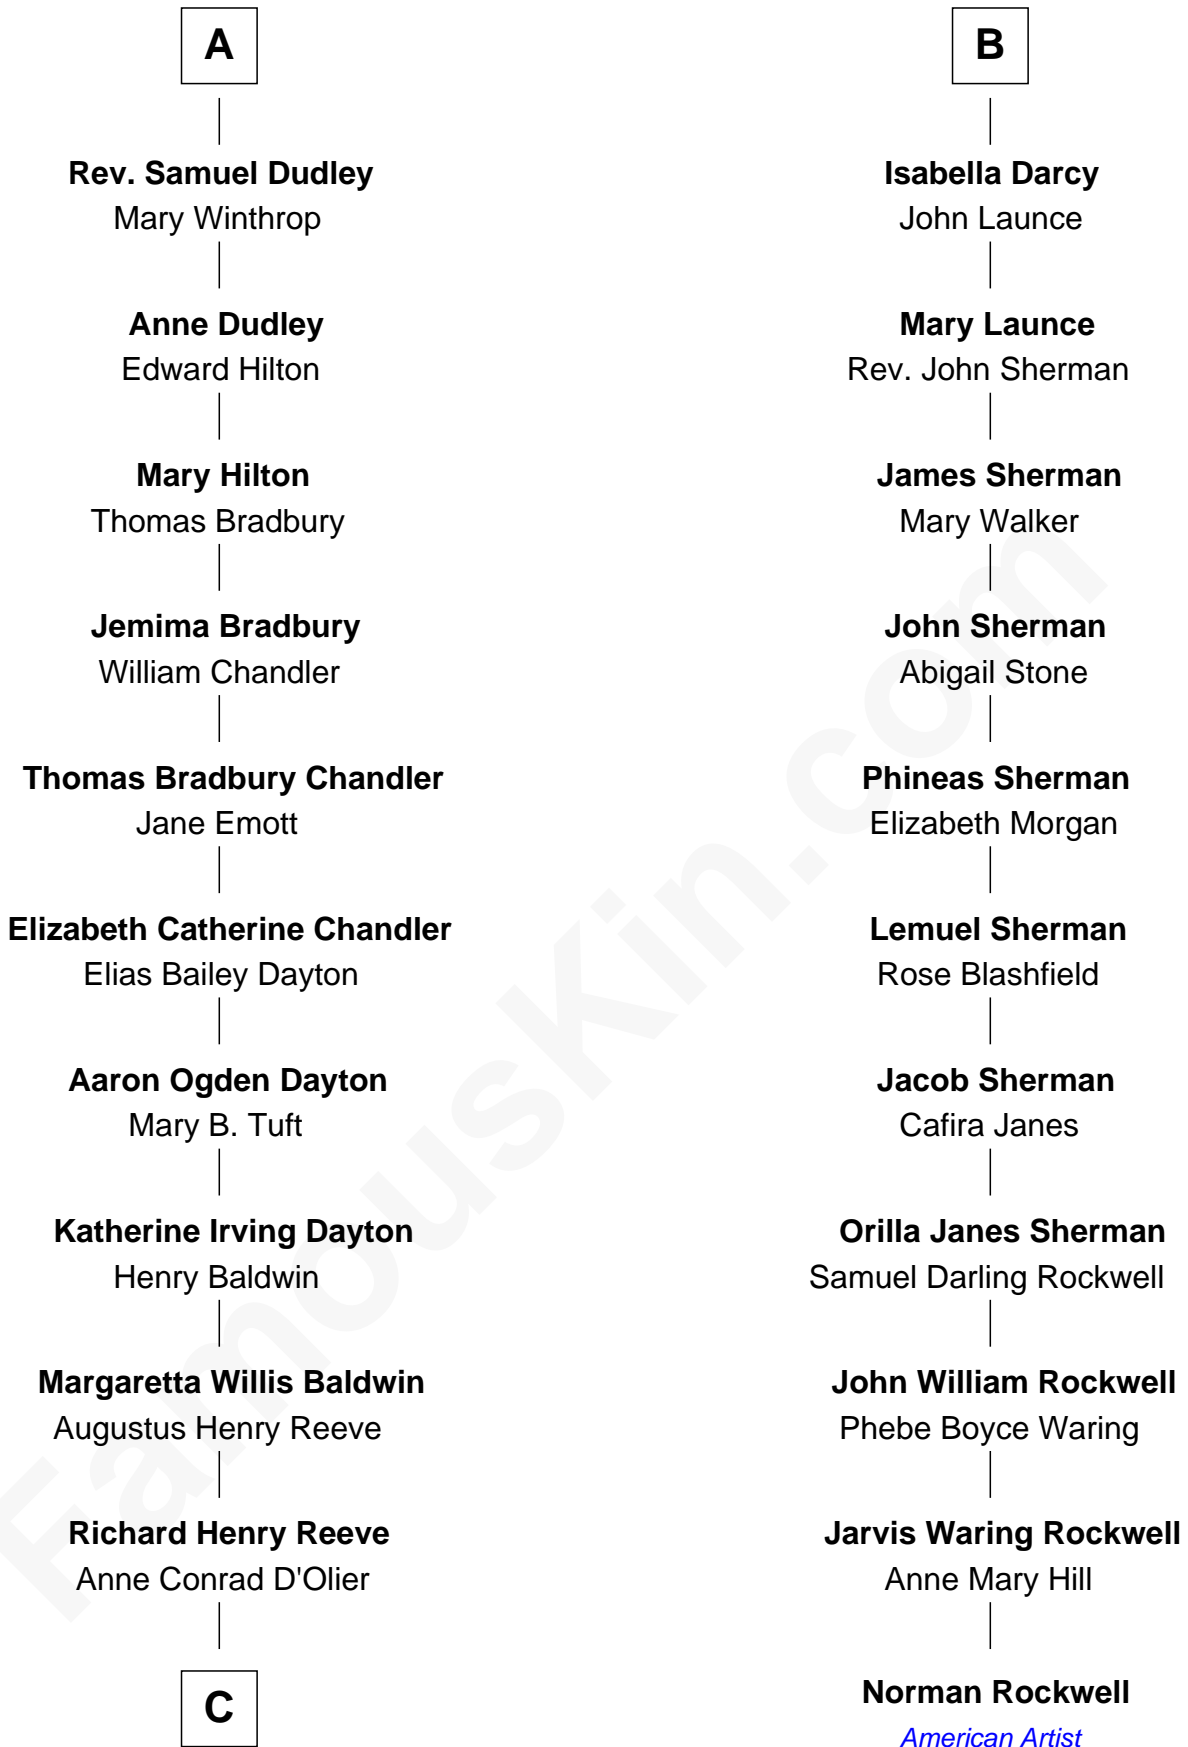 A
Rev. Samuel Dudley
Mary Winthrop
Anne Dudley
Edward Hilton
Mary Hilton
Thomas Bradbury
Jemima Bradbury
William Chandler
Thomas Bradbury Chandler
Jane Emott
Elizabeth Catherine Chandler
Elias Bailey Dayton
Aaron Ogden Dayton
Mary B. Tuft
Katherine Irving Dayton
Henry Baldwin
Margaretta Willis Baldwin
Augustus Henry Reeve
Richard Henry Reeve
Anne Conrad D'Olier
C
B
Isabella Darcy
John Launce
Mary Launce
Rev. John Sherman
James Sherman
Mary Walker
John Sherman
Abigail Stone
Phineas Sherman
Elizabeth Morgan
Lemuel Sherman
Rose Blashfield
Jacob Sherman
Cafira Janes
Orilla Janes Sherman
Samuel Darling Rockwell
John William Rockwell
Phebe Boyce Waring
Jarvis Waring Rockwell
Anne Mary Hill
Norman Rockwell
American Artist
FamousKin.com